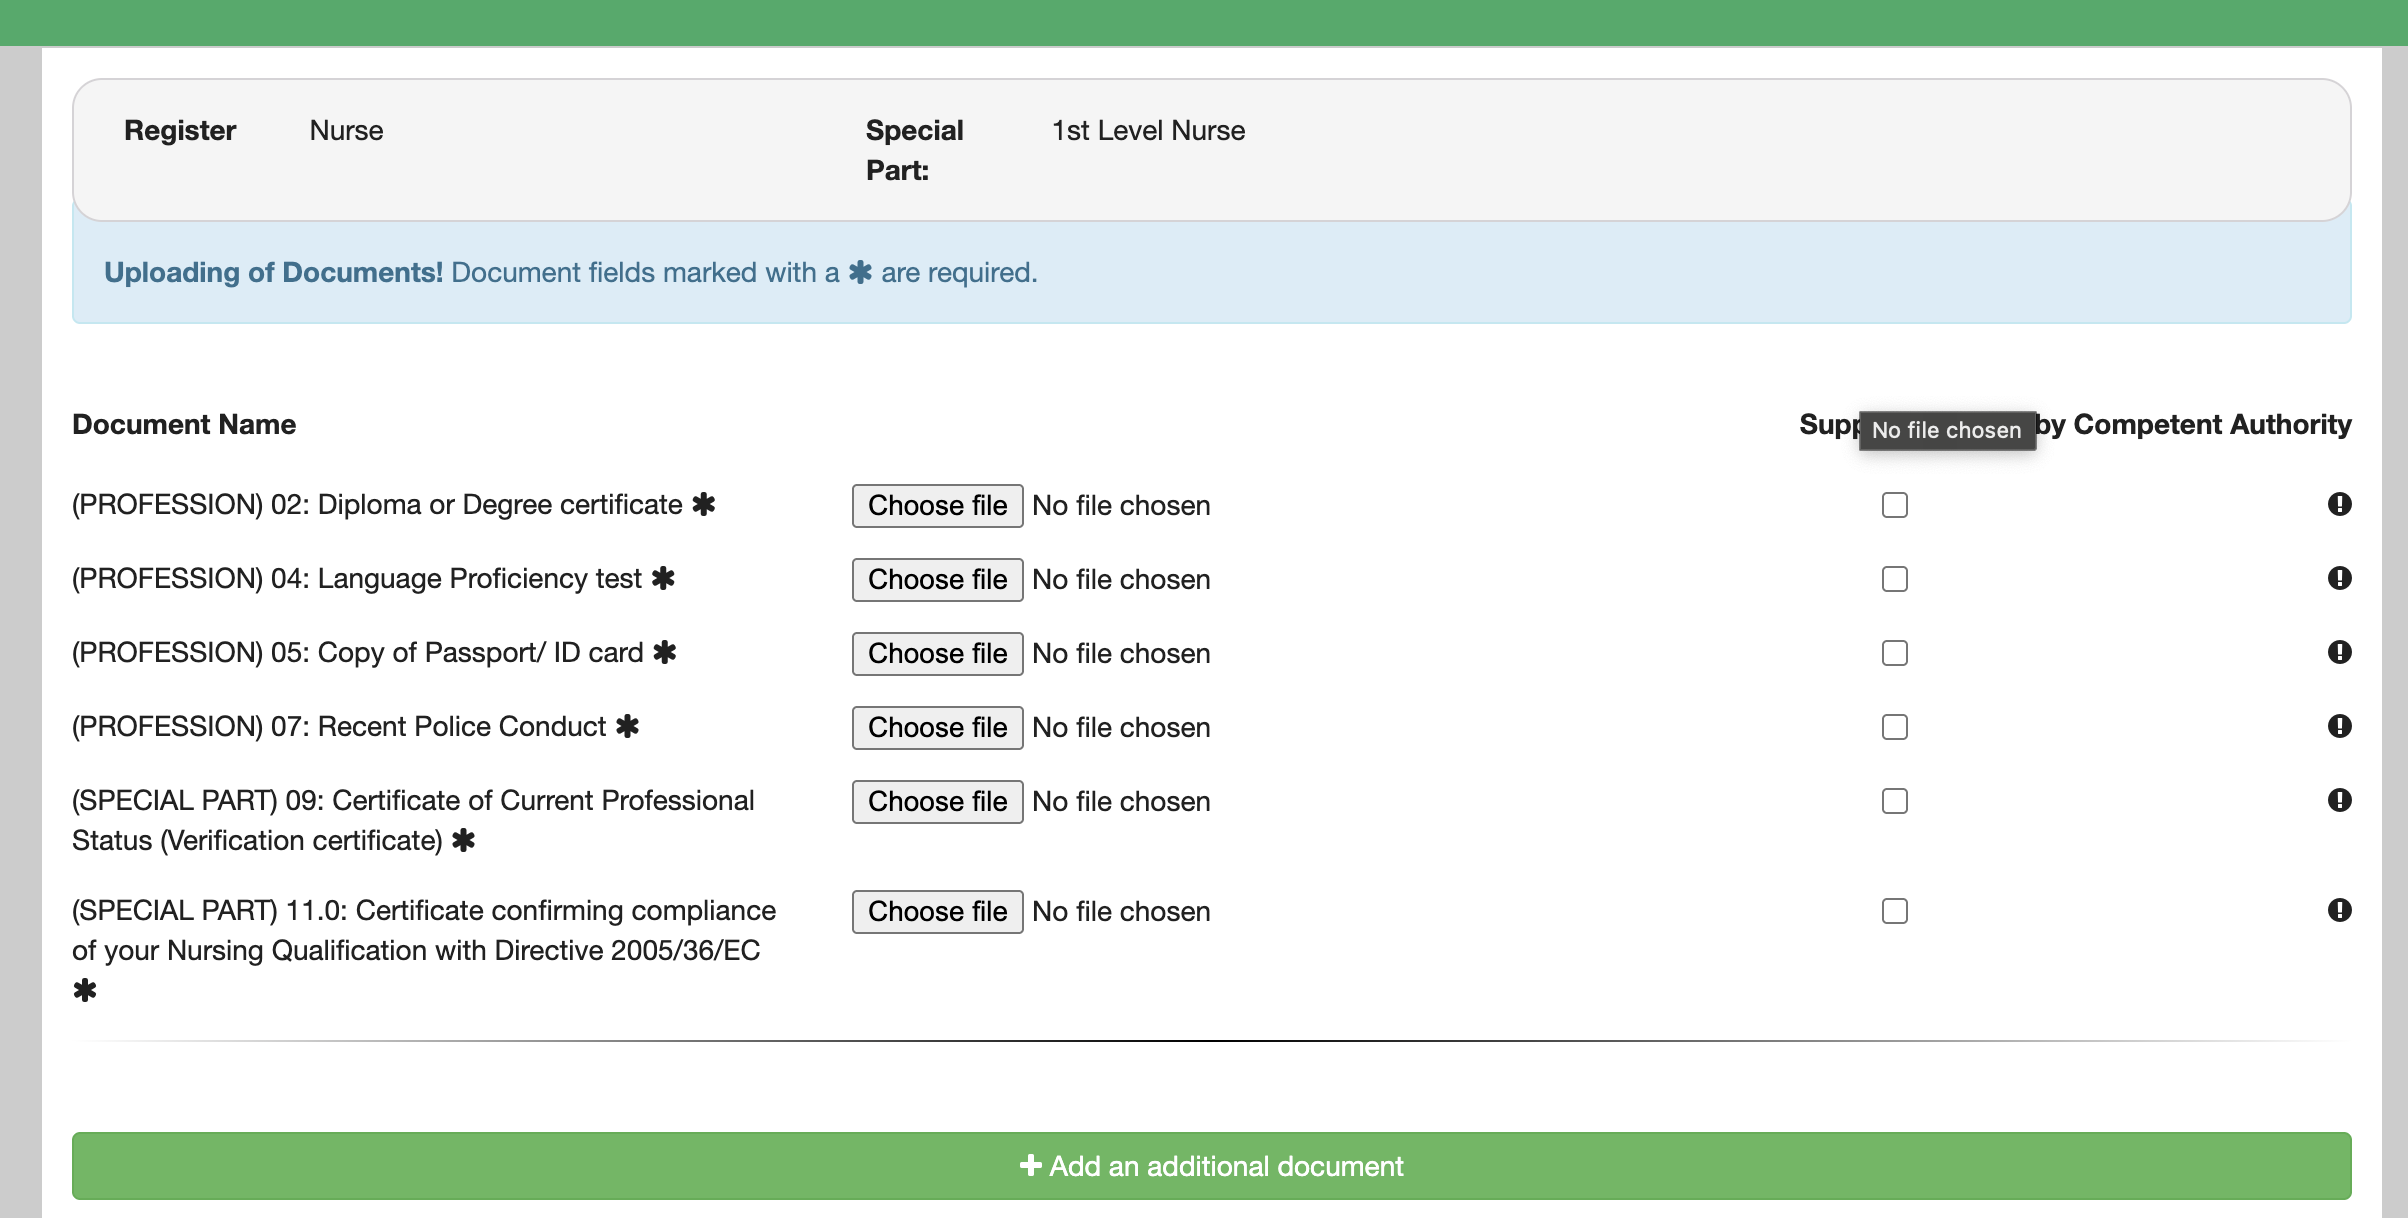 Register Nurse Special 1st Level Nurse
Part:
Uploading of Documents! Document fields marked with a ✱ are required.
Document Name Supp No file chosen by Competent Authority
(PROFESSION) 02: Diploma or Degree certificate ✱ Choose file No file chosen
(PROFESSION) 04: Language Proficiency test ✱ Choose file No file chosen
(PROFESSION) 05: Copy of Passport/ ID card ✱ Choose file No file chosen
(PROFESSION) 07: Recent Police Conduct ✱ Choose file No file chosen
(SPECIAL PART) 09: Certificate of Current Professional Choose file No file chosen
Status (Verification certificate) ✱
(SPECIAL PART) 11.0: Certificate confirming compliance Choose file No file chosen
of your Nursing Qualification with Directive 2005/36/EC
✱
+ Add an additional document